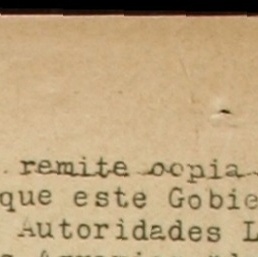 remite copia
que este Gobie
Autoridades L